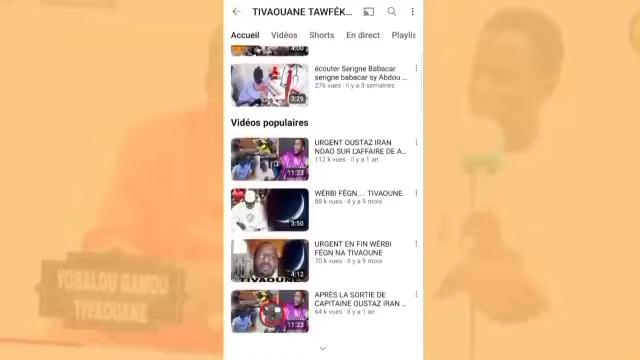 TIVAOUANE TAWFÉK...
Accueil
Vidéos
Shorts
En direct
Playlis
4:00
écouter Serigne Babacar
serigne babacar sy Abdou ...
276 vues · il y a 3 semaines
3:29
Vidéos populaires
URGENT OUSTAZ IRAN
NDAO SUR L'AFFAIRE DE A...
112 k vues · il y a 1 an
11:23
WÉRBI FÉGN.... TIVAOUNE
88 k vues · il y a 9 mois
3:50
URGENT EN FIN WÉRBI
FÉGN NA TIVAOUNE
70 k vues · il y a 9 mois
4:12
TIVAOUNE
APRÈS LA SORTIE DE
CAPITAINE OUSTAZ IRAN ...
64 k vues · il y a 1 an
11:23
YOBALOU GAMOU
TIVAOUANE